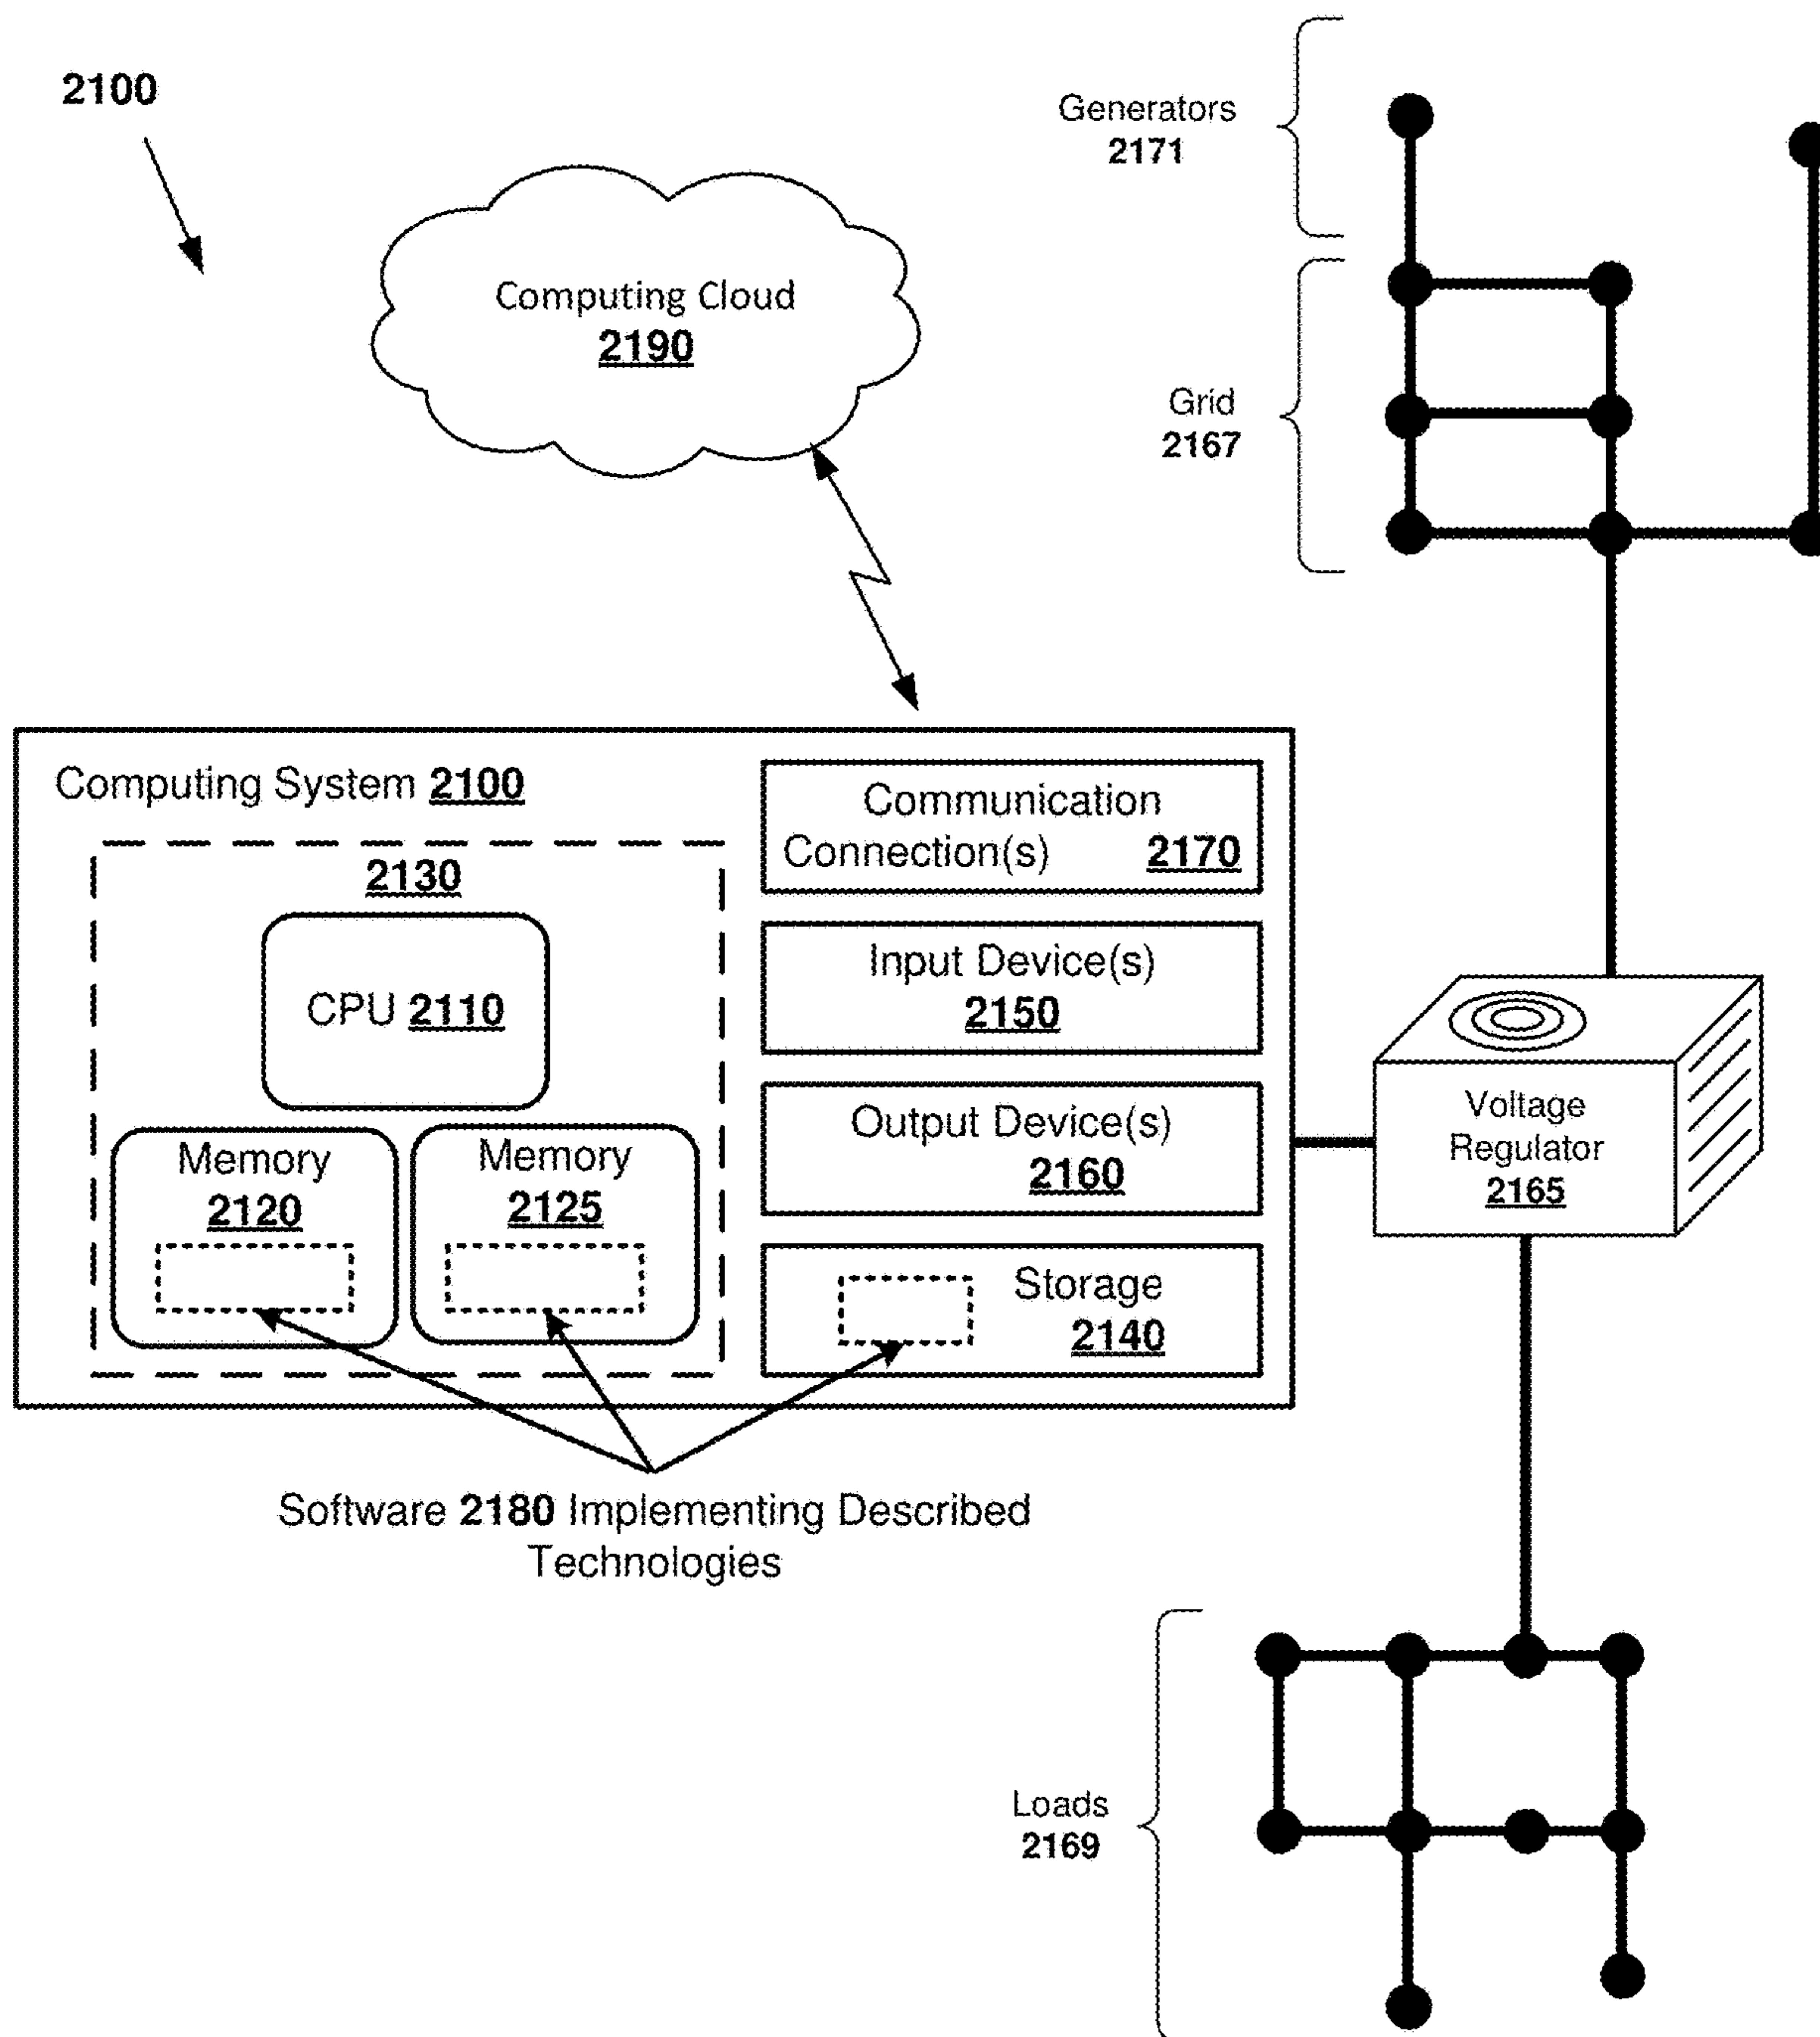 2100
Generators
2171
Computing Cloud
2190
Grid
2167
Computing System 2100
2130
CPU 2110
Memory
2120
Memory
2125
Communication
Connection(s) 2170
Input Device(s)
2150
Output Device(s)
2160
Storage
2140
Voltage
Regulator
2165
Software 2180 Implementing Described
Technologies
Loads
2169